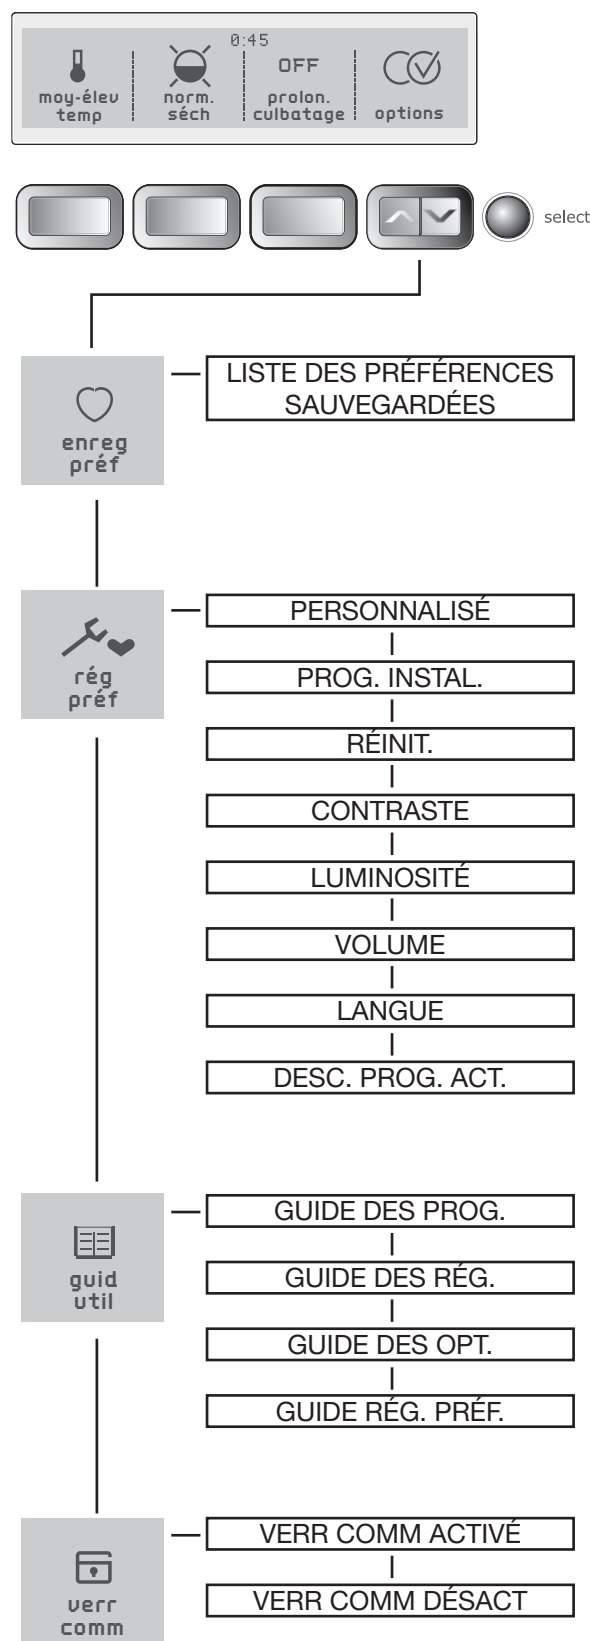 0:45
OFF
moy-élev
temp
norm.
séch
prolon.
culbatage
options
select
LISTE DES PRÉFÉRENCES
SAUVEGARDÉES
enreg
préf
PERSONNALISÉ
PROG. INSTAL.
rég
préf
RÉINIT.
CONTRASTE
LUMINOSITÉ
VOLUME
LANGUE
DESC. PROG. ACT.
GUIDE DES PROG.
guid
util
GUIDE DES RÉG.
GUIDE DES OPT.
GUIDE RÉG. PRÉF.
VERR COMM ACTIVÉ
VERR COMM DÉSACT
verr
comm